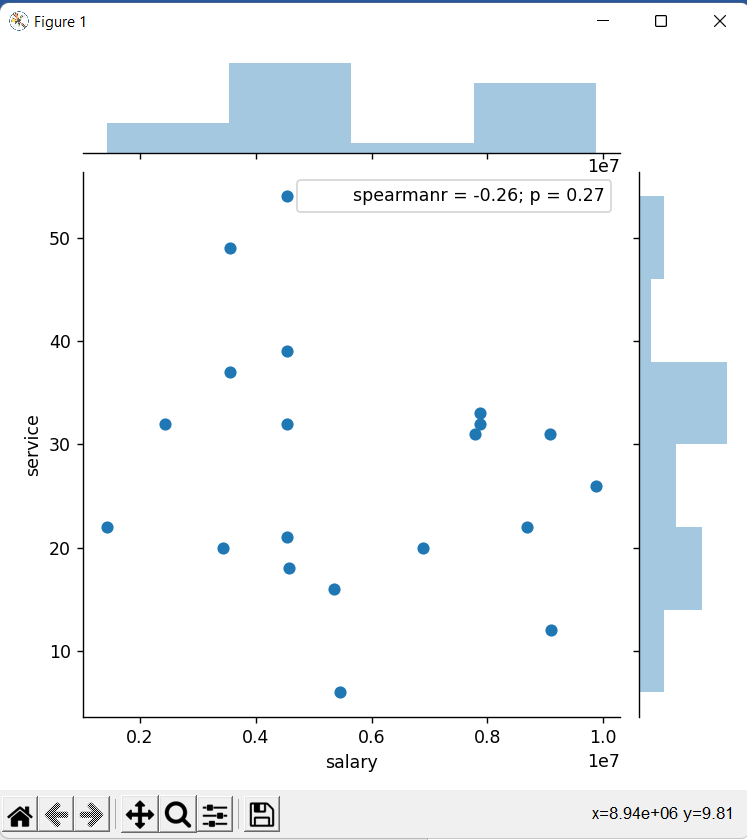 Figure 1
1e7
spearmanr = -0.26; p = 0.27
50
40
30
20
10
service
0.2 0.4 0.6 0.8 1.0
1e7
salary
x=8.94e+06 y=9.81